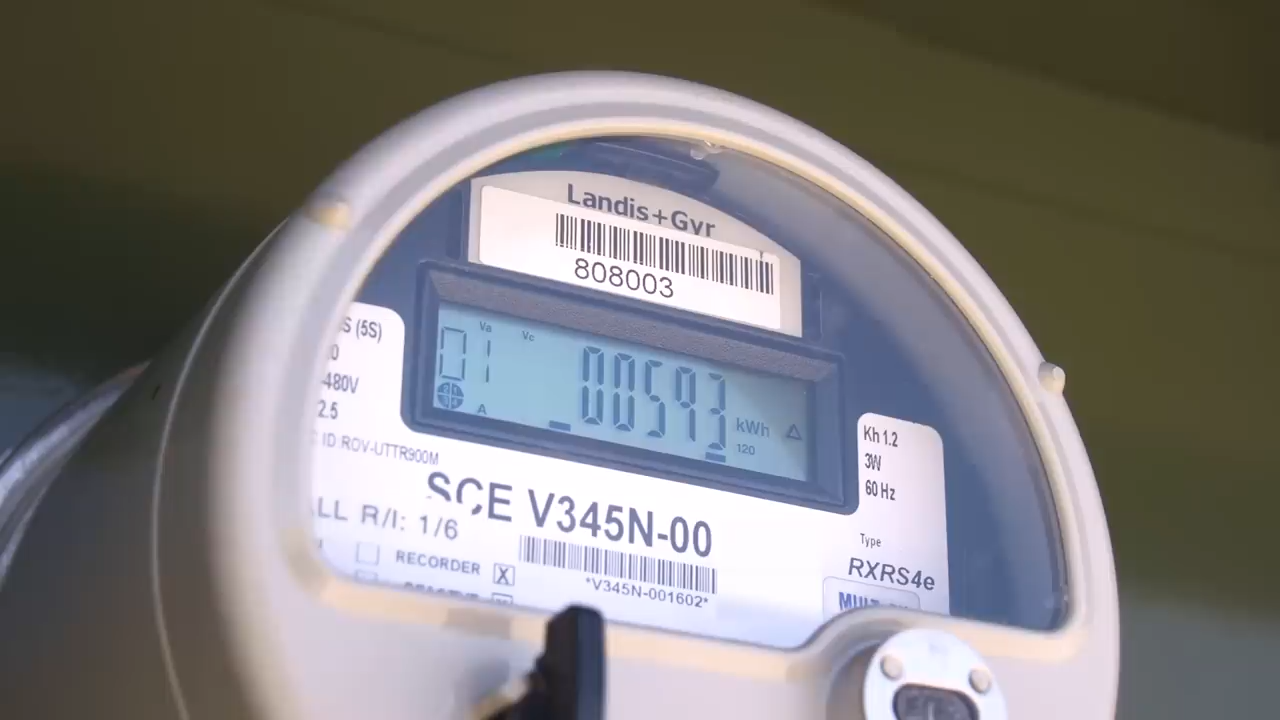 Landis+Gyr
808003
S (5S)
Va
Vc
01
00593
kWh
A
120
-480V
2.5
ID ROV-UTTR900M
Kh 1.2
3W
60 Hz
SCE V345N-00
ALL R/I: 1/6
Type
RXRS4e
RECORDER X
*V345N-001602*